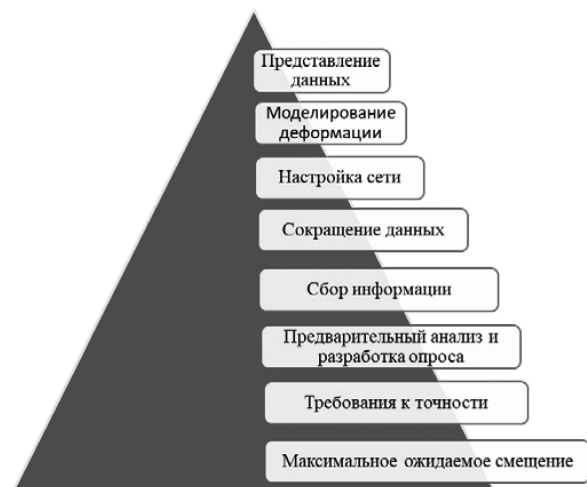 Представление
данных
Моделирование
деформации
Настройка сети
Сокращение данных
Сбор информации
Предварительный анализ и
разработка опроса
Требования к точности
Максимальное ожидаемое смещение